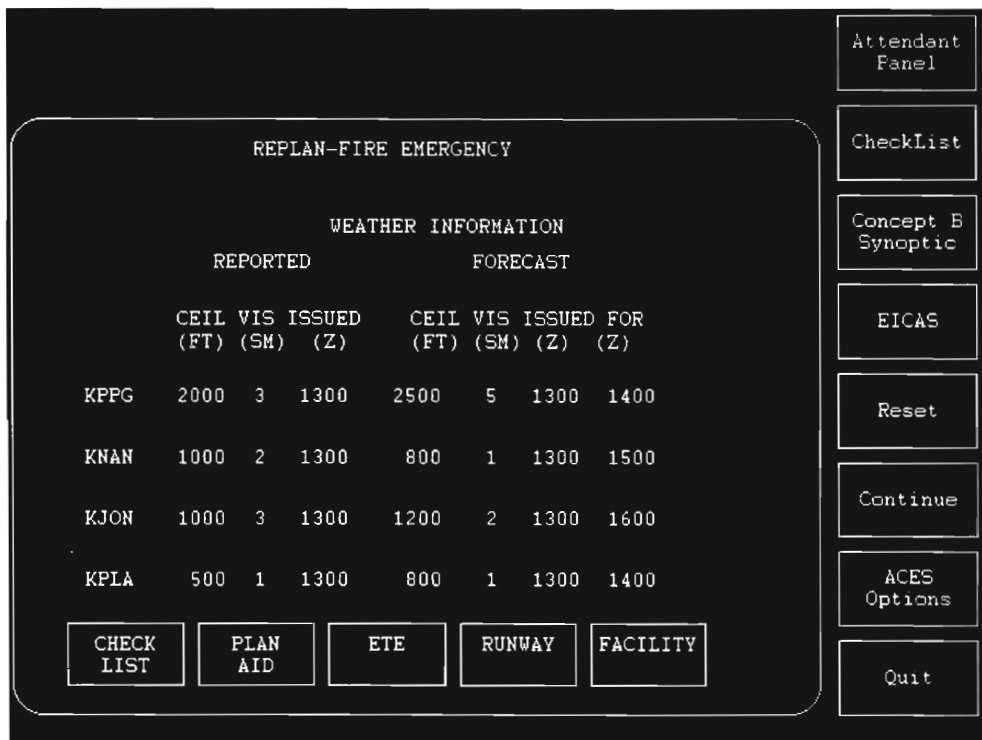 REPLAN-FIRE EMERGENCY
WEATHER INFORMATION
REPORTED FORECAST
CEIL VIS ISSUED CEIL VIS ISSUED FOR
(FT) (SM) (Z) (FT) (SM) (Z) (Z)
KPPG 2000 3 1300 2500 5 1300 1400
KNAN 1000 2 1300 800 1 1300 1500
KJON 1000 3 1300 1200 2 1300 1600
KPLA 500 1 1300 800 1 1300 1400
CHECK
LIST
PLAN
AID
ETE
RUNWAY
FACILITY
Attendant
Panel
CheckList
Concept B
Synoptic
EICAS
Reset
Continue
ACES
Options
Quit